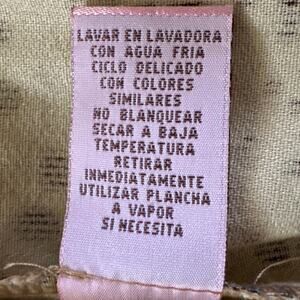 LAVAR EN LAVADORA
CON AGUA FRIA
CICLO DELICADO
CON COLORES
SIMILARES
NO BLANQUEAR
SECAR A BAJA
TEMPERATURA
RETIRAR
INMEDIATAMENTE
UTILIZAR PLANCHA
A VAPOR
SI NECESITA